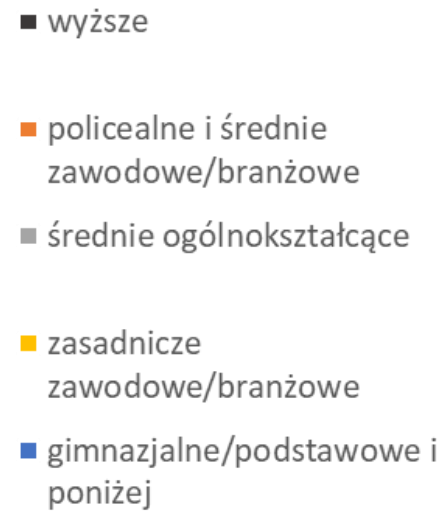 wyższe
policealne i średnie
zawodowe/branżowe
średnie ogólnokształcące
zasadnicze
zawodowe/branżowe
gimnazjalne/podstawowe i
poniżej